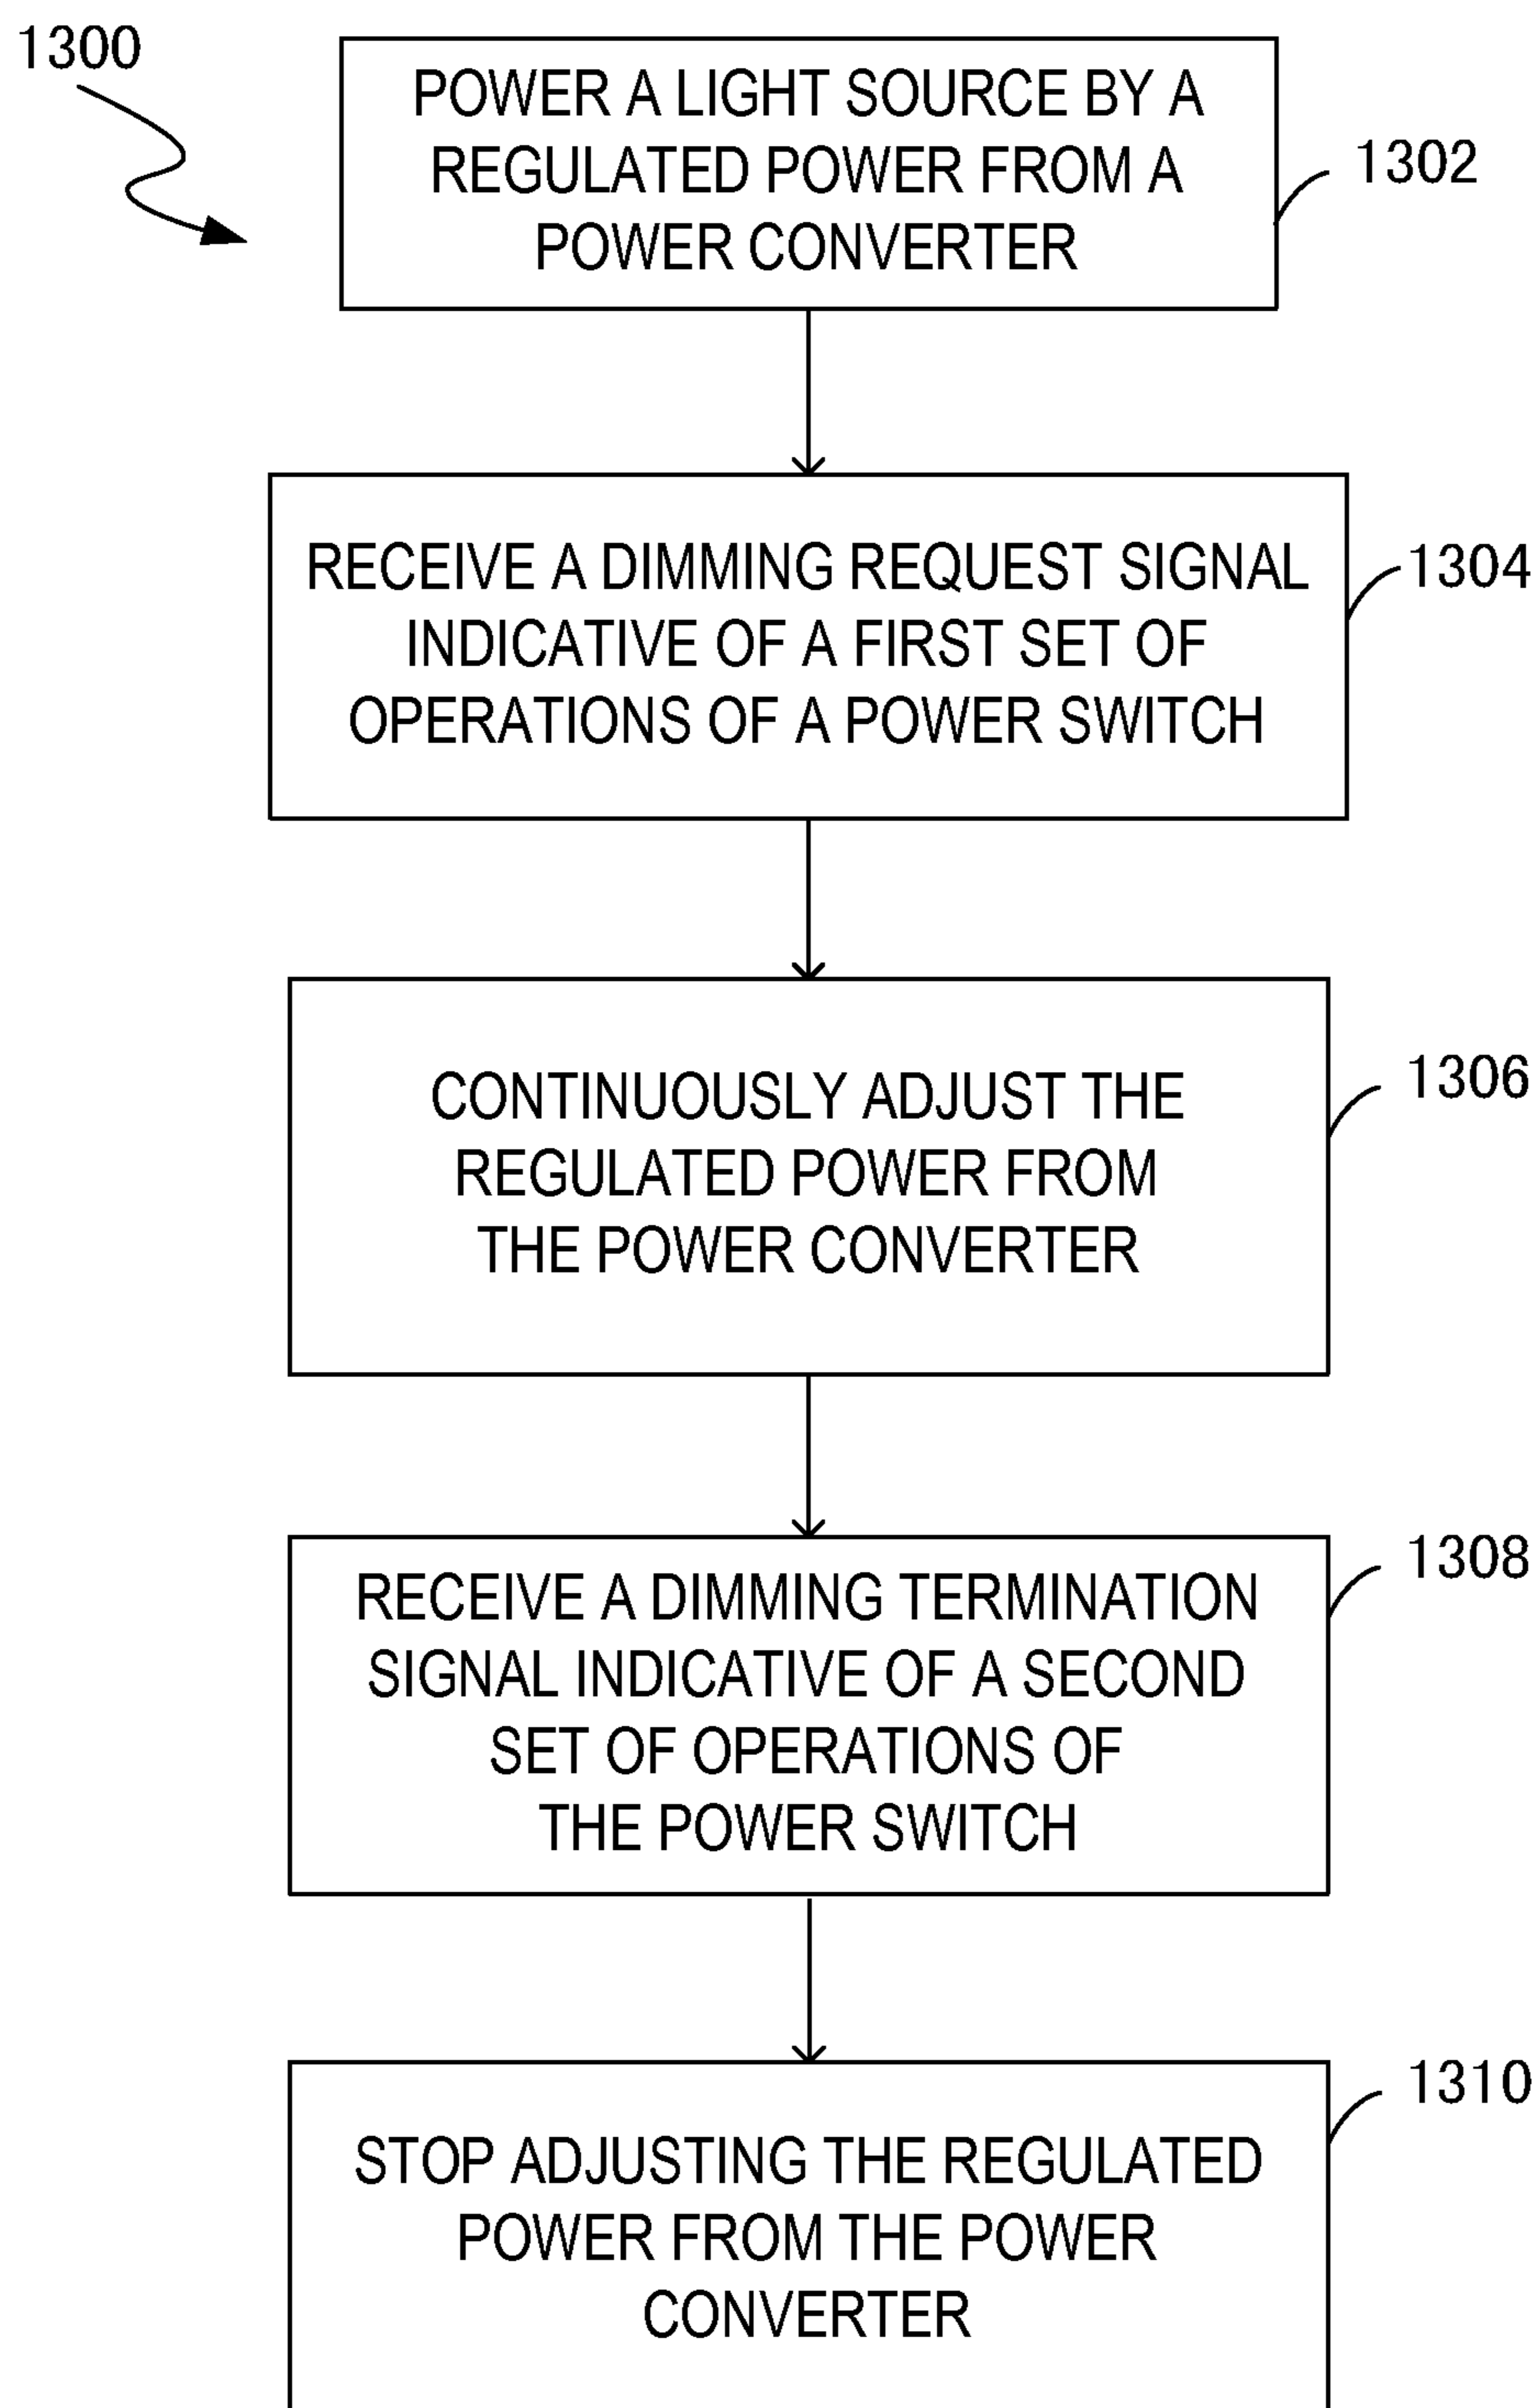 1300
POWER A LIGHT SOURCE BY A
REGULATED POWER FROM A
POWER CONVERTER
1302
RECEIVE A DIMMING REQUEST SIGNAL
INDICATIVE OF A FIRST SET OF
OPERATIONS OF A POWER SWITCH
1304
CONTINUOUSLY ADJUST THE
REGULATED POWER FROM
THE POWER CONVERTER
1306
RECEIVE A DIMMING TERMINATION
SIGNAL INDICATIVE OF A SECOND
SET OF OPERATIONS OF
THE POWER SWITCH
1308
STOP ADJUSTING THE REGULATED
POWER FROM THE POWER
CONVERTER
1310